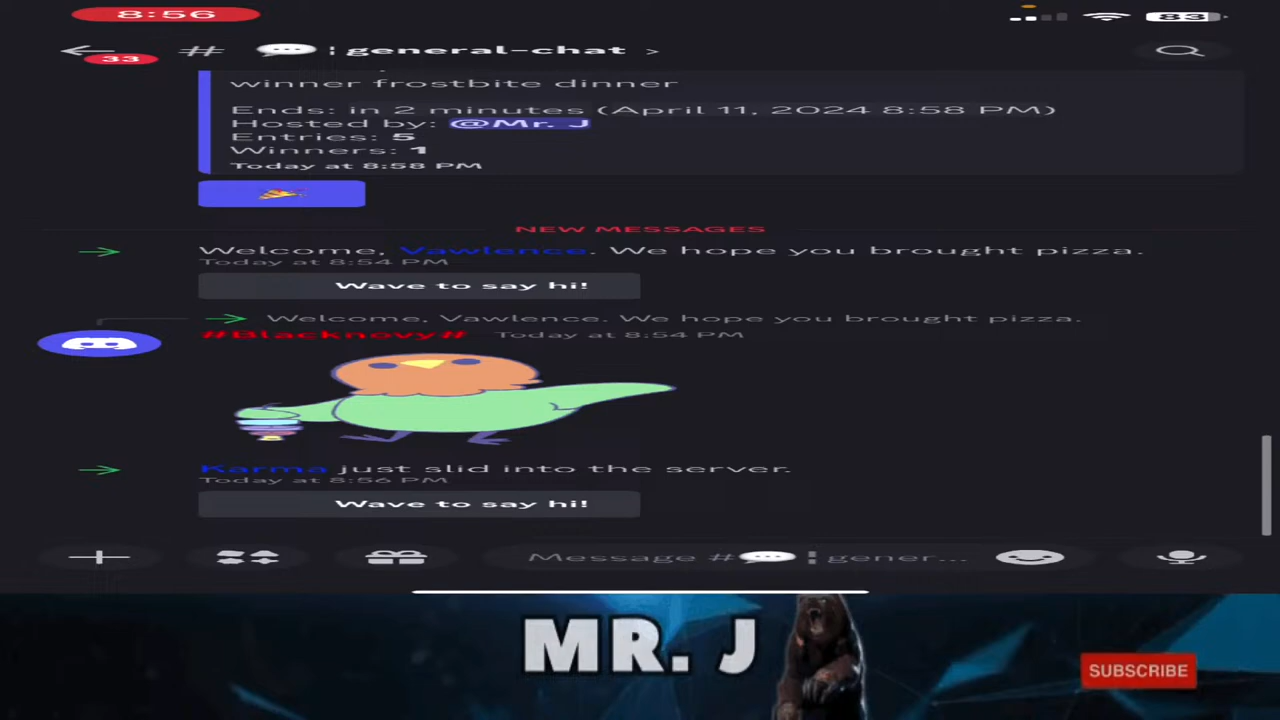 8:56
83
33
# 💬 ¦ general-chat >
winner frostbite dinner
Ends: in 2 minutes (April 11, 2024 8:58 PM)
Hosted by: @Mr. J
Entries: 5
Winners: 1
Today at 8:58 PM
NEW MESSAGES
Welcome, Vawlence. We hope you brought pizza.
Today at 8:54 PM
Wave to say hi!
Welcome, Vawlence. We hope you brought pizza.
#Blacknovy# Today at 8:54 PM
Karma just slid into the server.
Today at 8:56 PM
Wave to say hi!
Message #💬 ¦ gener...
MR. J
SUBSCRIBE